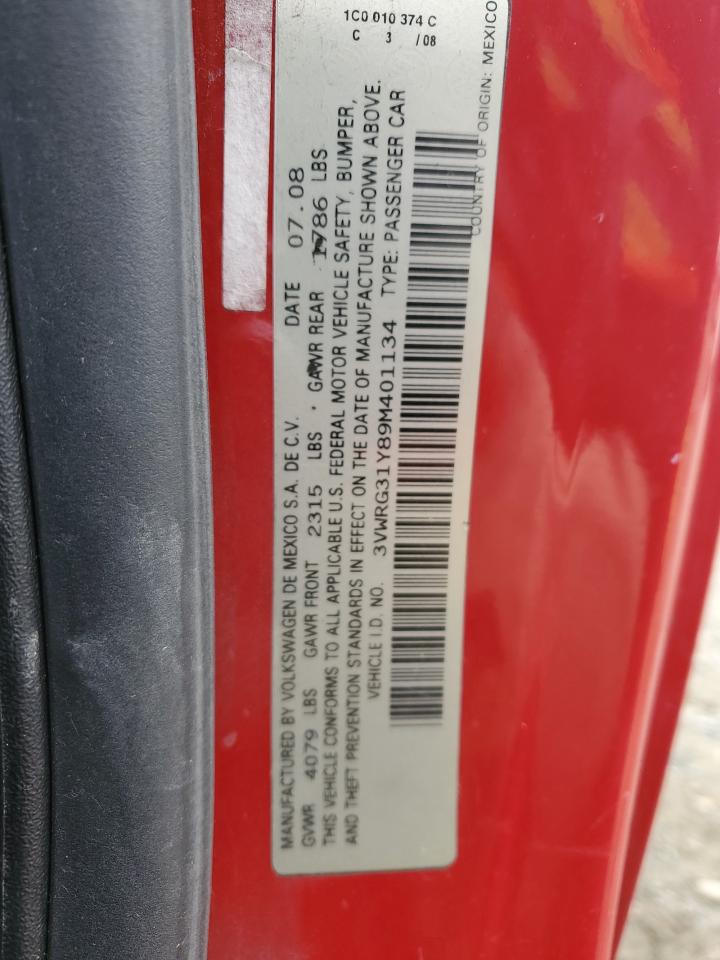 1C0 010 374 C
C 3 /08
MANUFACTURED BY VOLKSWAGEN DE MEXICO S.A. DE C.V. DATE 07.08
GVWR 4079 LBS GAWR FRONT 2315 LBS · GAWR REAR 1786 LBS
THIS VEHICLE CONFORMS TO ALL APPLICABLE U.S. FEDERAL MOTOR VEHICLE SAFETY, BUMPER,
AND THEFT PREVENTION STANDARDS IN EFFECT ON THE DATE OF MANUFACTURE SHOWN ABOVE.
VEHICLE I.D. NO. 3VWRG31Y89M401134 TYPE: PASSENGER CAR
COUNTRY OF ORIGIN: MEXICO